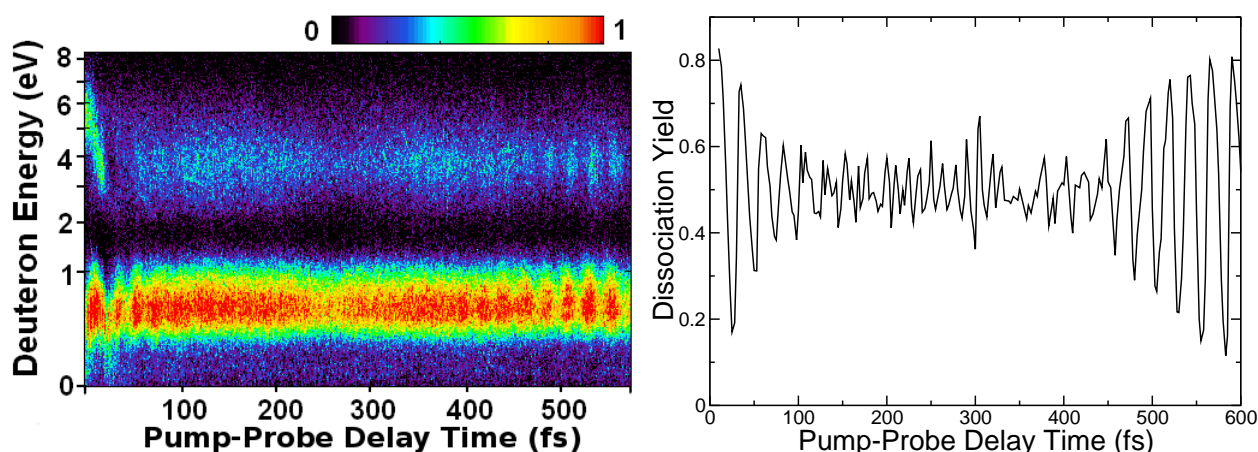 0 1
Deuteron Energy (eV)
8
6
4
2
1
0
100 200 300 400 500
Pump-Probe Delay Time (fs)
Dissociation Yield
0.8
0.6
0.4
0.2
0
0 100 200 300 400 500 600
Pump-Probe Delay Time (fs)